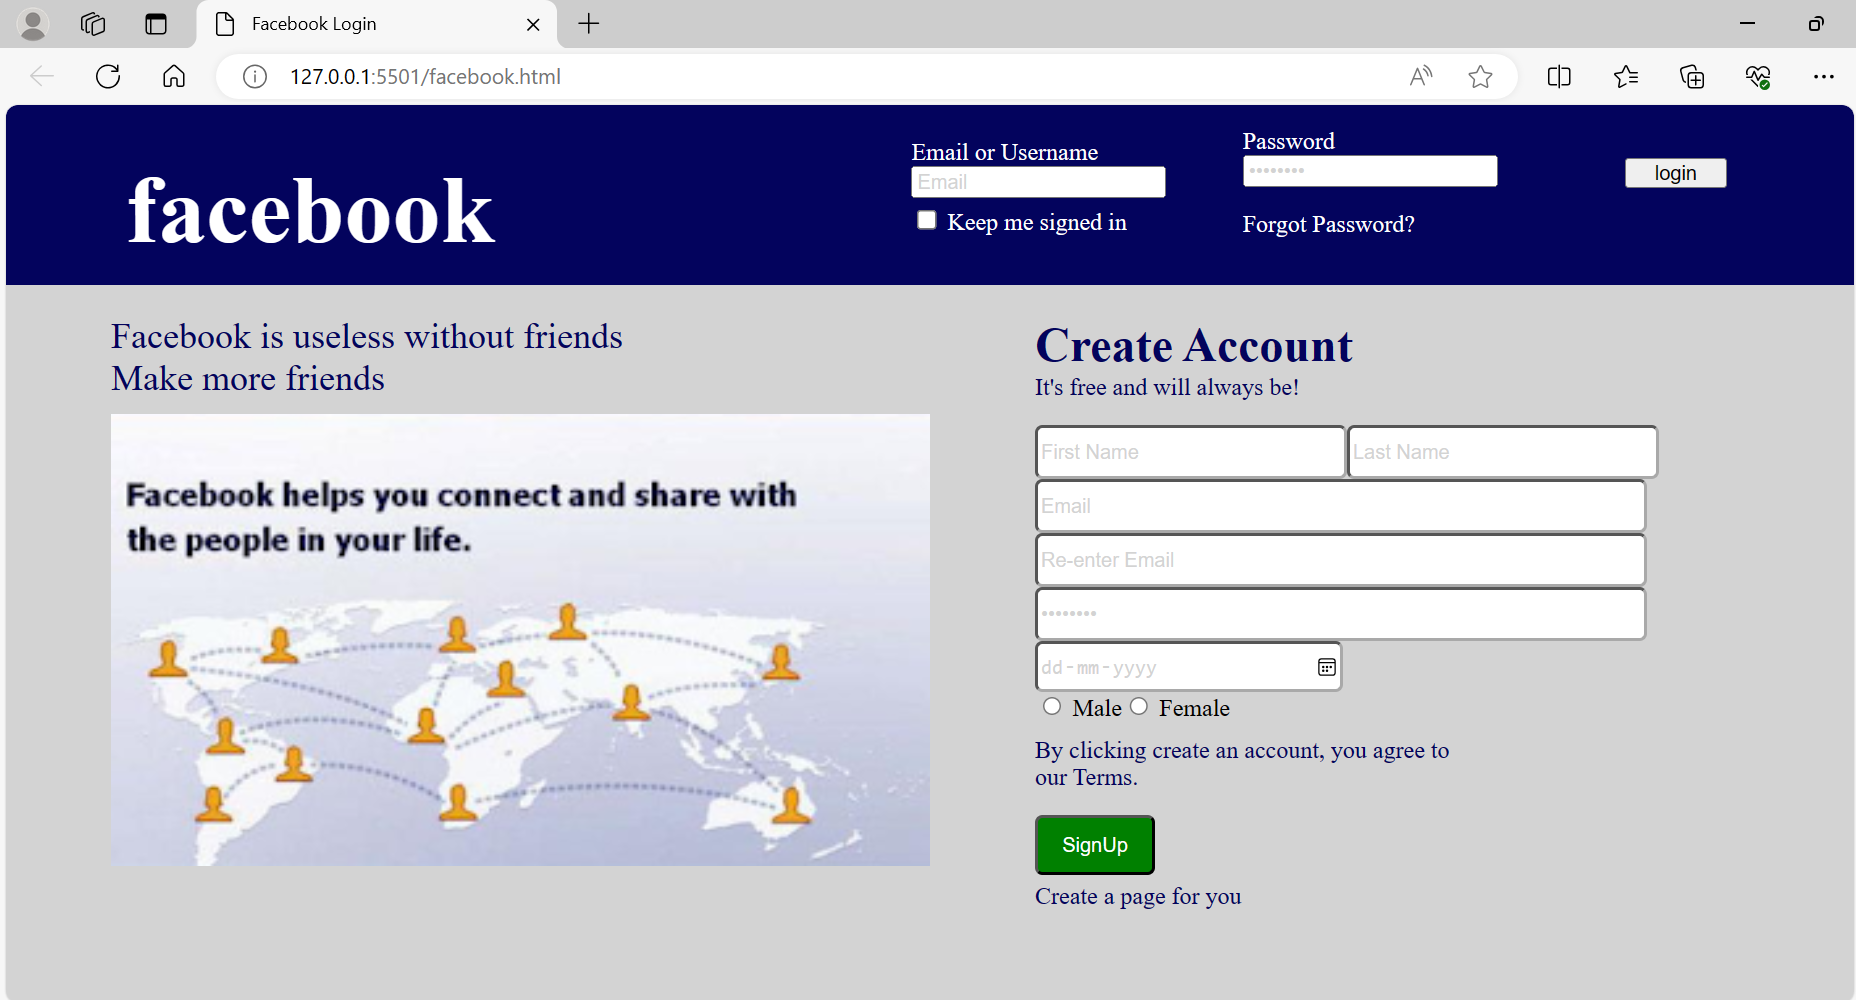 Facebook Login
127.0.0.1:5501/facebook.html
facebook
Email or Username
Email
Keep me signed in
Password
••••••••
Forgot Password?
login
Facebook is useless without friends
Make more friends
Facebook helps you connect and share with
the people in your life.
Create Account
It's free and will always be!
First Name Last Name
Email
Re-enter Email
••••••••
dd-mm-yyyy
Male Female
By clicking create an account, you agree to
our Terms.
SignUp
Create a page for you